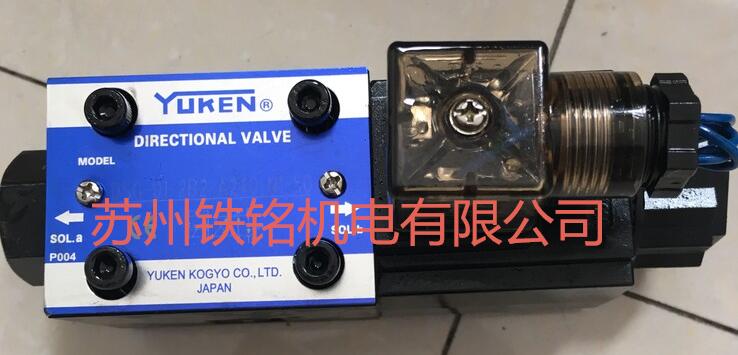 YUKEN®
DIRECTIONAL VALVE
MODEL
苏州铁铭机电有限公司
SOL.a
P004
YUKEN KOGYO CO., LTD.
JAPAN